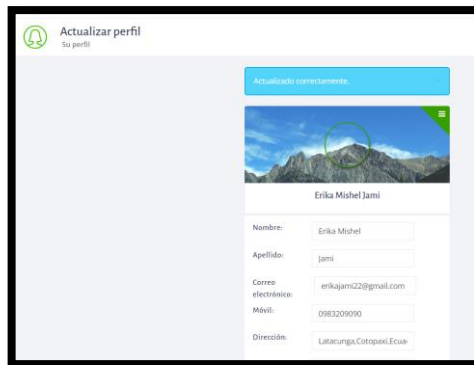 Actualizar perfil
Su perfil
Actualizado correctamente.
Erika Mishel Jami
Nombre:
Erika Mishel
Apellido:
Jami
Correo
electrónico:
erikajami22@gmail.com
Móvil:
0983209090
Dirección:
Latacunga,Cotopaxi,Ecua